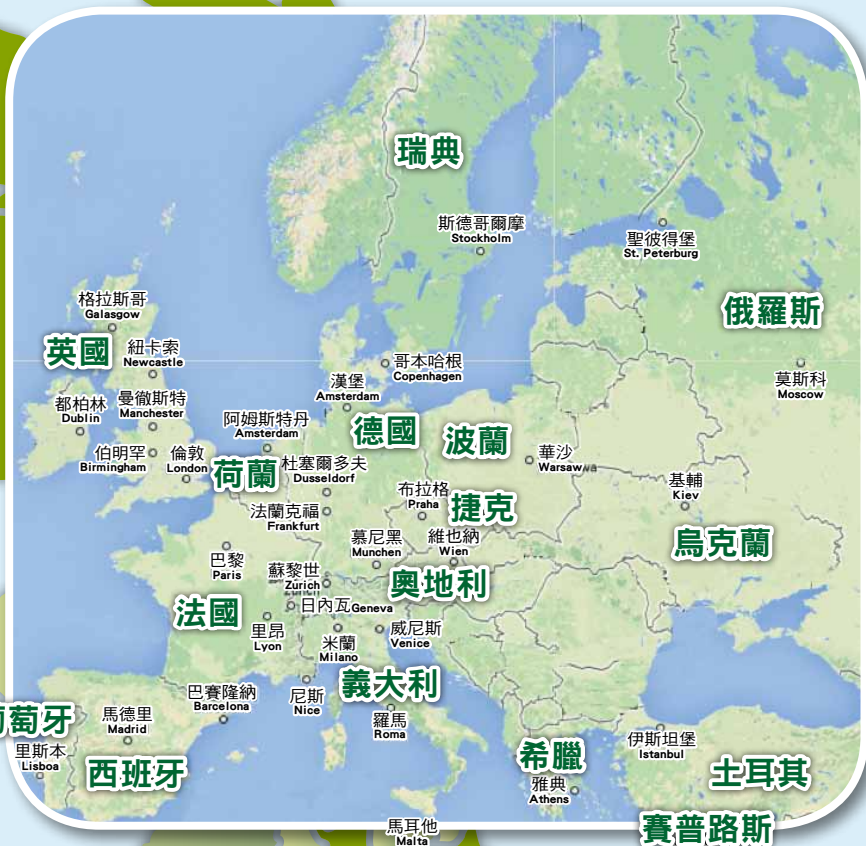 瑞典
斯德哥爾摩
Stockholm
聖彼得堡
St. Peterburg
格拉斯哥
Galasgow
俄羅斯
英國
紐卡索
Newcastle
哥本哈根
Copenhagen
莫斯科
Moscow
漢堡
Amsterdam
都柏林
Dublin
曼徹斯特
Manchester
阿姆斯特丹
Amsterdam
德國
波蘭
伯明罕
Birmingham
倫敦
London
荷蘭
杜塞爾多夫
Dusseldorf
華沙
Warsaw
布拉格
Praha
捷克
基輔
Kiev
法蘭克福
Frankfurt
烏克蘭
慕尼黑
Munchen
維也納
Wien
巴黎
Paris
蘇黎世
Zurich
奧地利
法國
日內瓦Geneva
里昂
Lyon
米蘭
Milano
威尼斯
Venice
義大利
巴賽隆納
Barcelona
尼斯
Nice
羅馬
Roma
萄牙
馬德里
Madrid
里斯本
Lisboa
西班牙
希臘
雅典
Athens
伊斯坦堡
Istanbul
土耳其
馬耳他
Malta
賽普路斯